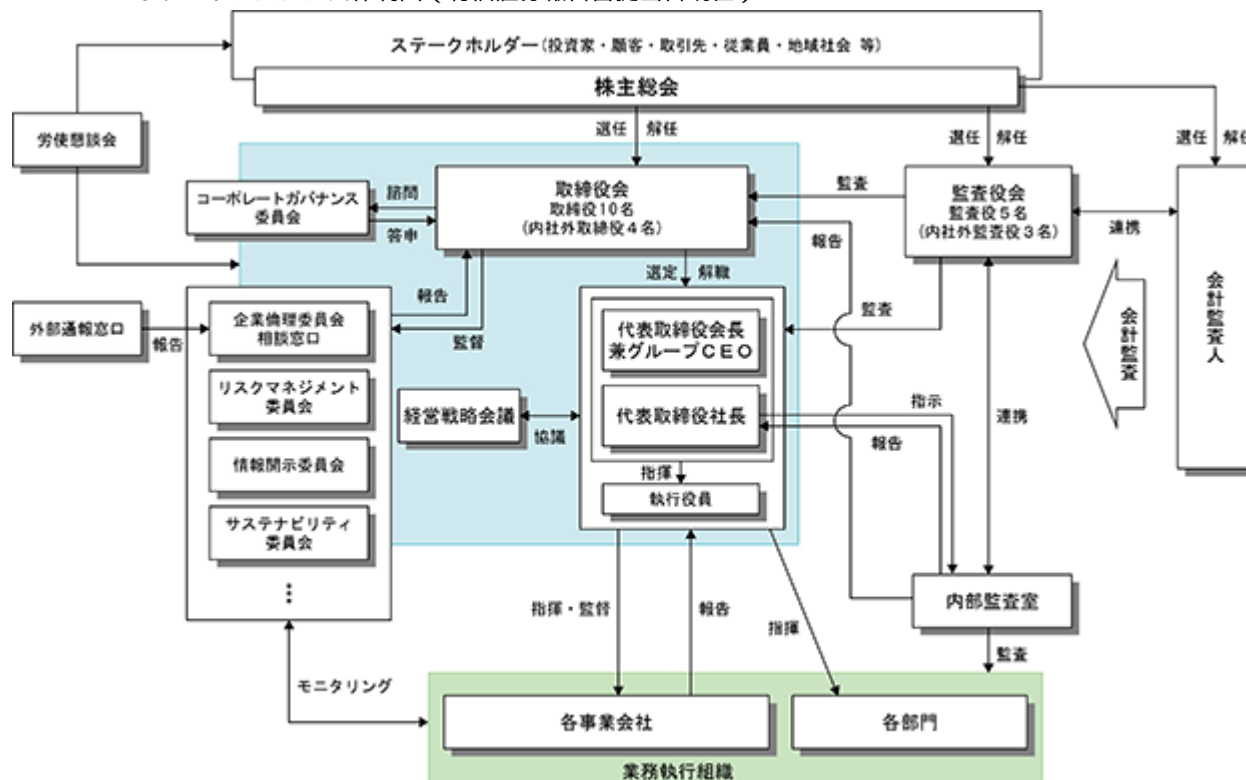 ステークホルダー(投資家・顧客・取引先・従業員・地域社会 等)
株主総会
労使懇談会
選任 解任
選任 解任
選任 解任
コーポレートガバナンス
委員会
諮問
答申
取締役会
取締役10名
(内社外取締役4名)
監査
監査役会
監査役5名
(内社外監査役3名)
連携
報告
選定 解職
外部通報窓口
報告
企業倫理委員会
相談窓口
報告
監督
代表取締役会長
兼グループCEO
監査
会計監査
会計監査人
リスクマネジメント
委員会
経営戦略会議
協議
代表取締役社長
指示
報告
連携
情報開示委員会
指揮
執行役員
サステナビリティ
委員会
指揮・監督
報告
指揮
内部監査室
監査
モニタリング
各事業会社
各部門
業務執行組織